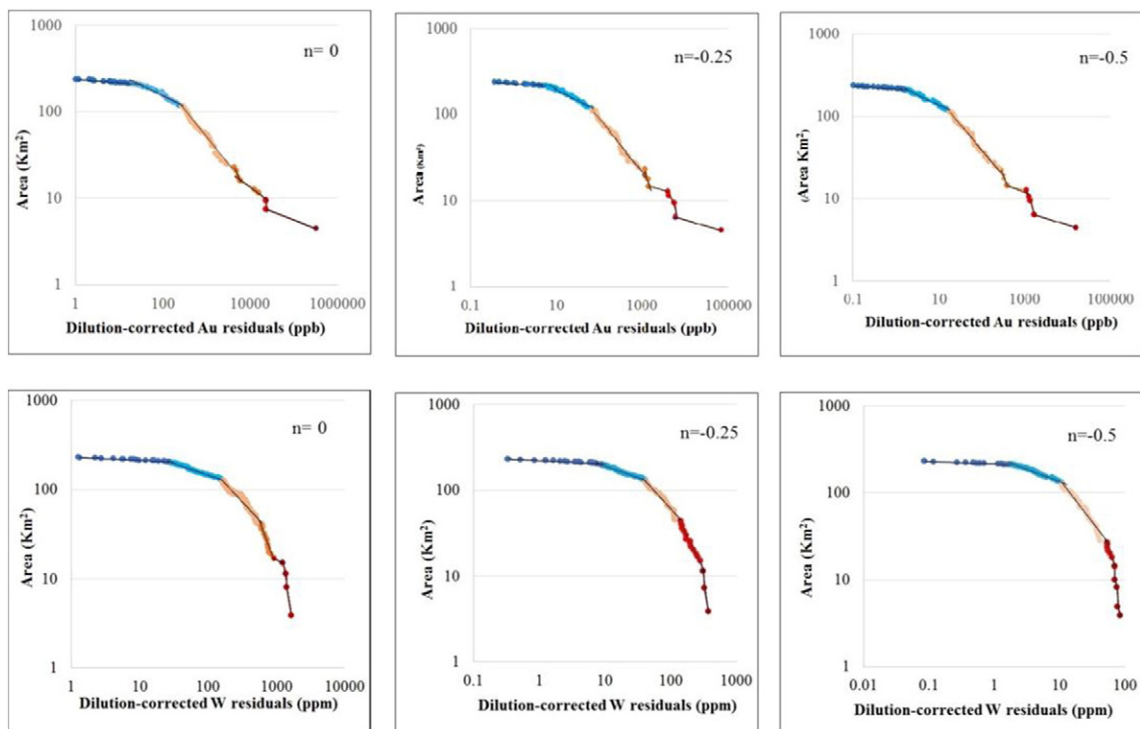 1000
100
10
1
n= 0
Area (Km²)
1 100 10000 1000000
Dilution-corrected Au residuals (ppb)
1000
100
10
1
n=-0.25
Area (Km²)
0.1 10 1000 100000
Dilution-corrected Au residuals (ppb)
1000
100
10
1
n=-0.5
(Area Km²)
0.1 10 1000 100000
Dilution-corrected Au residuals (ppb)
1000
100
10
1
n= 0
Area (Km²)
1 10 100 1000 10000
Dilution-corrected W residuals (ppm)
1000
100
10
1
n=-0.25
Area (Km²)
0.1 1 10 100 1000
Dilution-corrected W residuals (ppm)
1000
100
10
1
n=-0.5
Area (Km²)
0.01 0.1 1 10 100
Dilution-corrected W residuals (ppm)